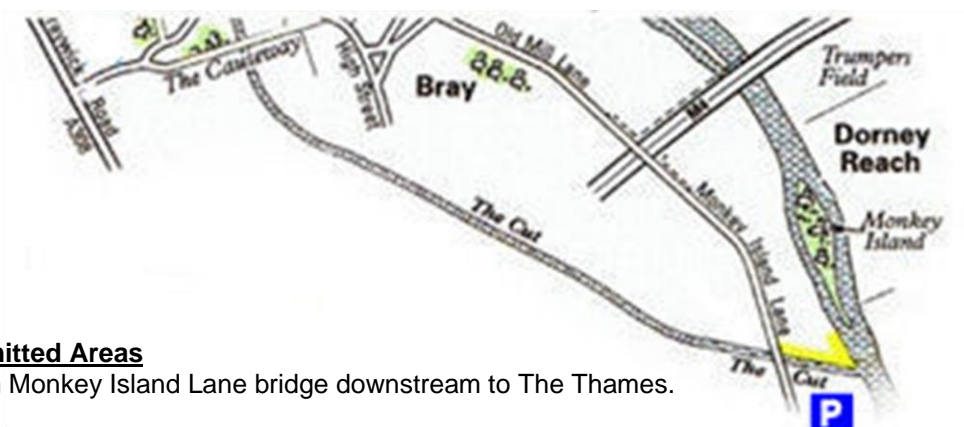 Road
A308
The Causeway
High Street
Bray
Old Mill Lane
M4
Trumpers
Field
Dorney
Reach
Monkey
Island
The Cut
Monkey Island Lane
The Cut
P
Areas
Monkey Island Lane bridge downstream to The Thames.